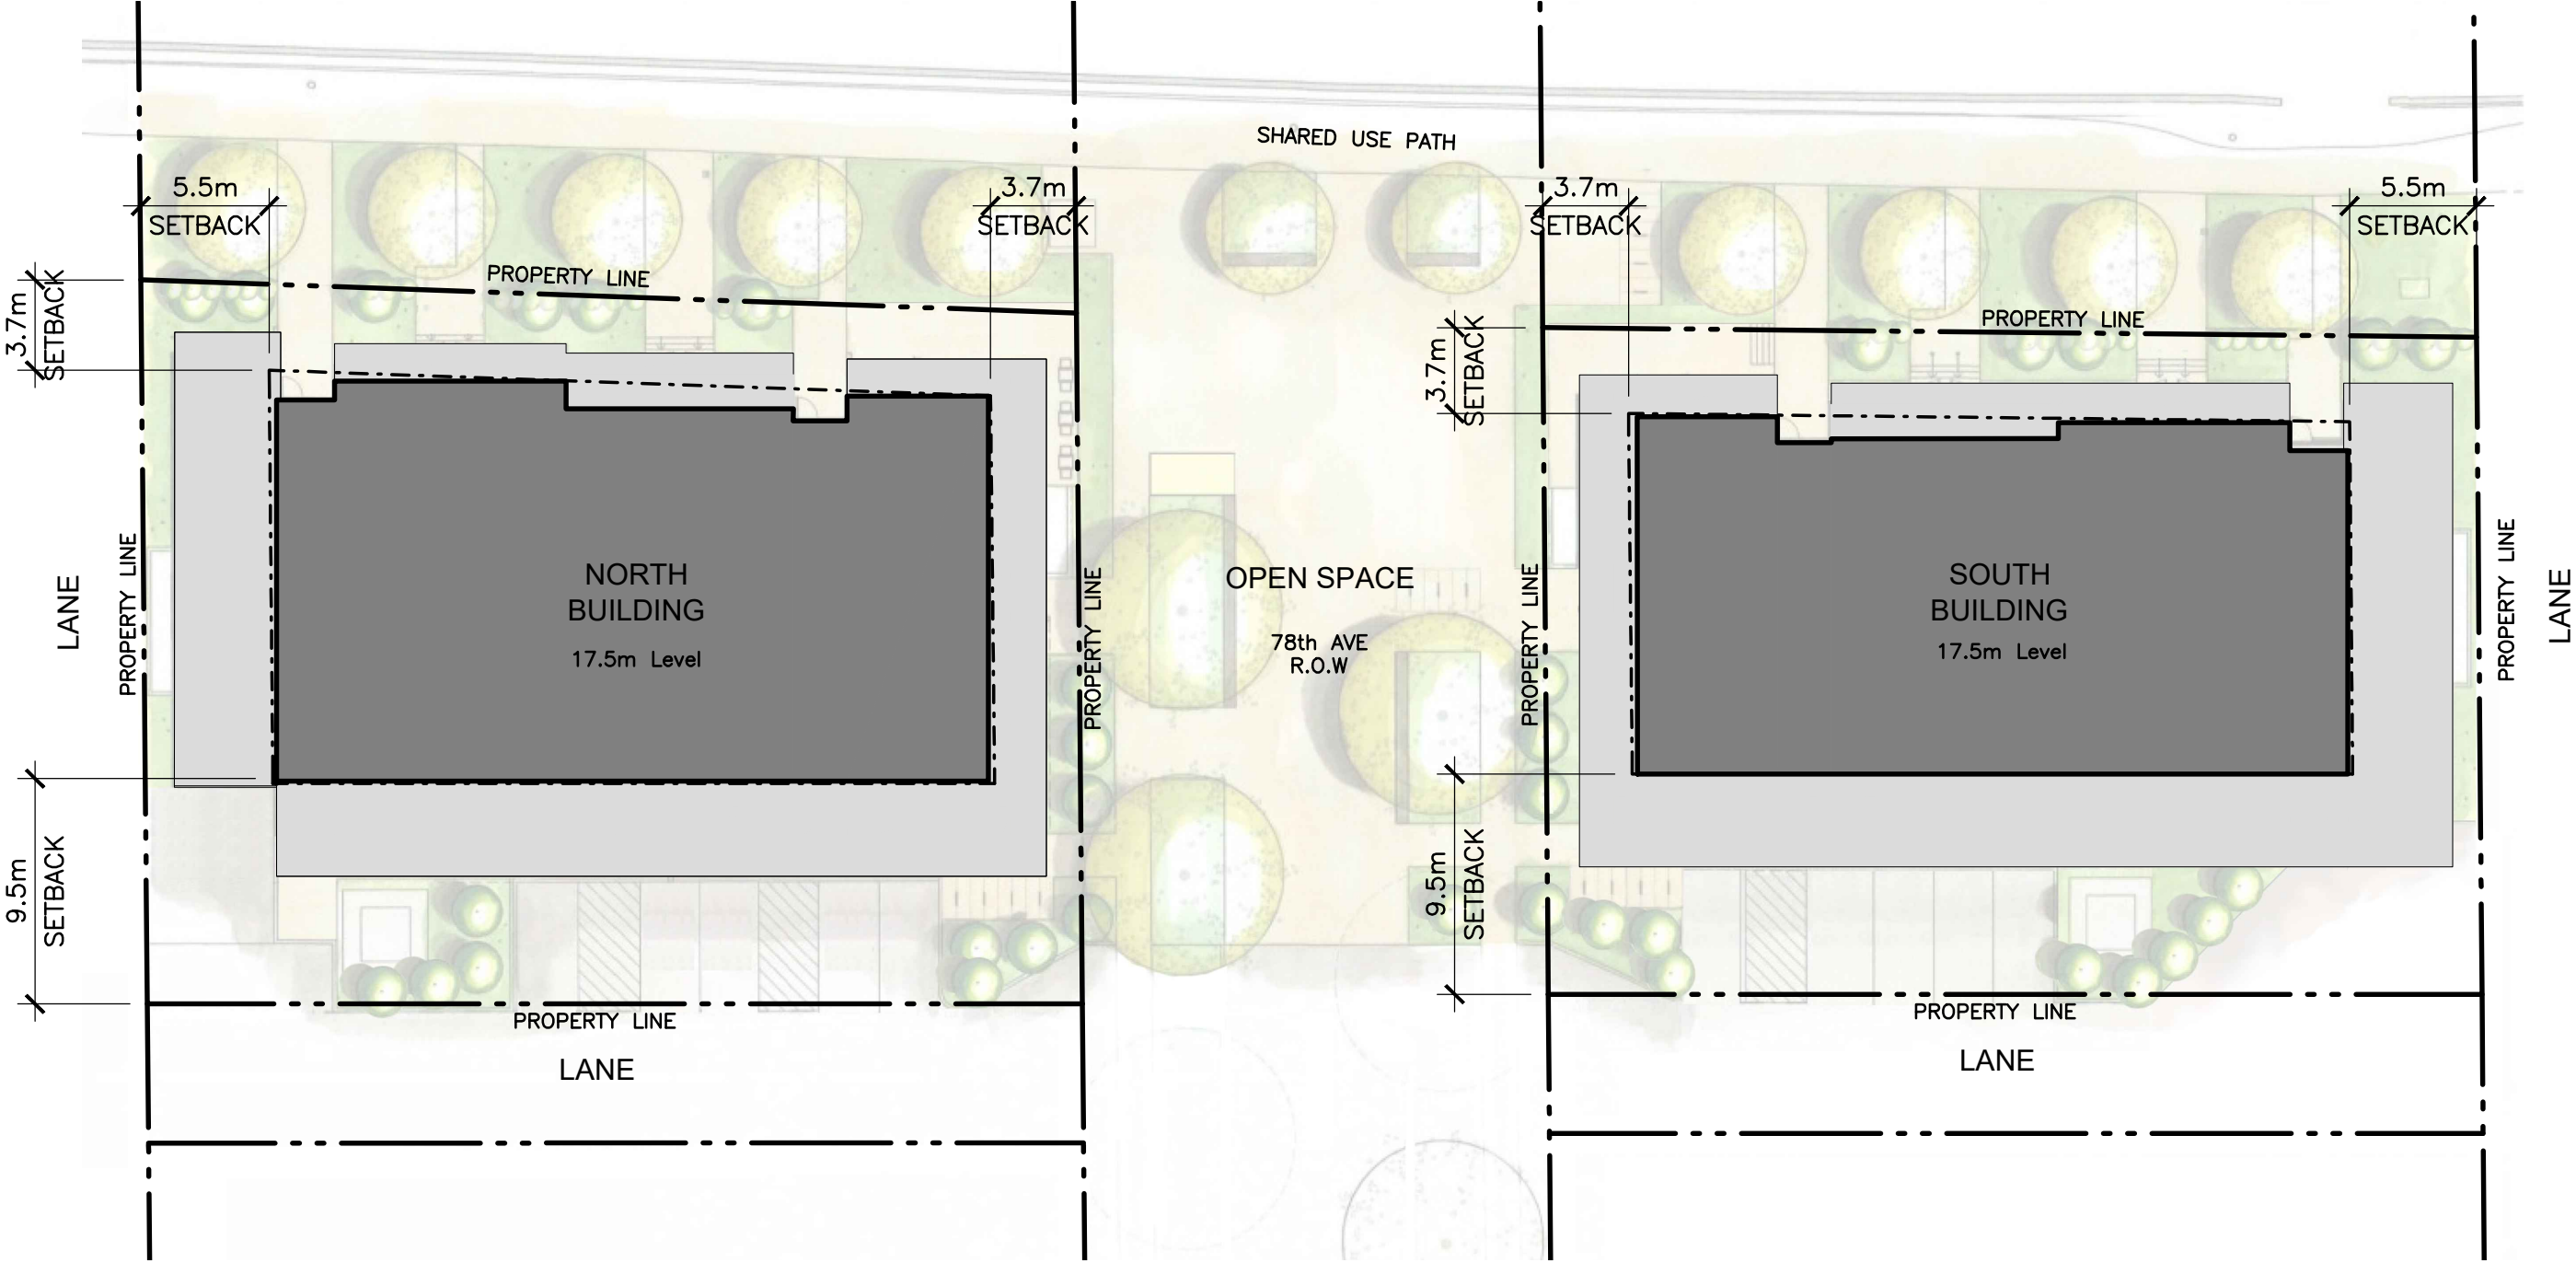 SHARED USE PATH
5.5m
SETBACK
3.7m
SETBACK
3.7m
SETBACK
5.5m
SETBACK
3.7m
SETBACK
PROPERTY LINE
3.7m
SETBACK
PROPERTY LINE
LANE
PROPERTY LINE
NORTH
BUILDING
17.5m Level
PROPERTY LINE
OPEN SPACE
78th AVE
R.O.W
PROPERTY LINE
SOUTH
BUILDING
17.5m Level
PROPERTY LINE
LANE
9.5m
SETBACK
9.5m
SETBACK
PROPERTY LINE
LANE
PROPERTY LINE
LANE